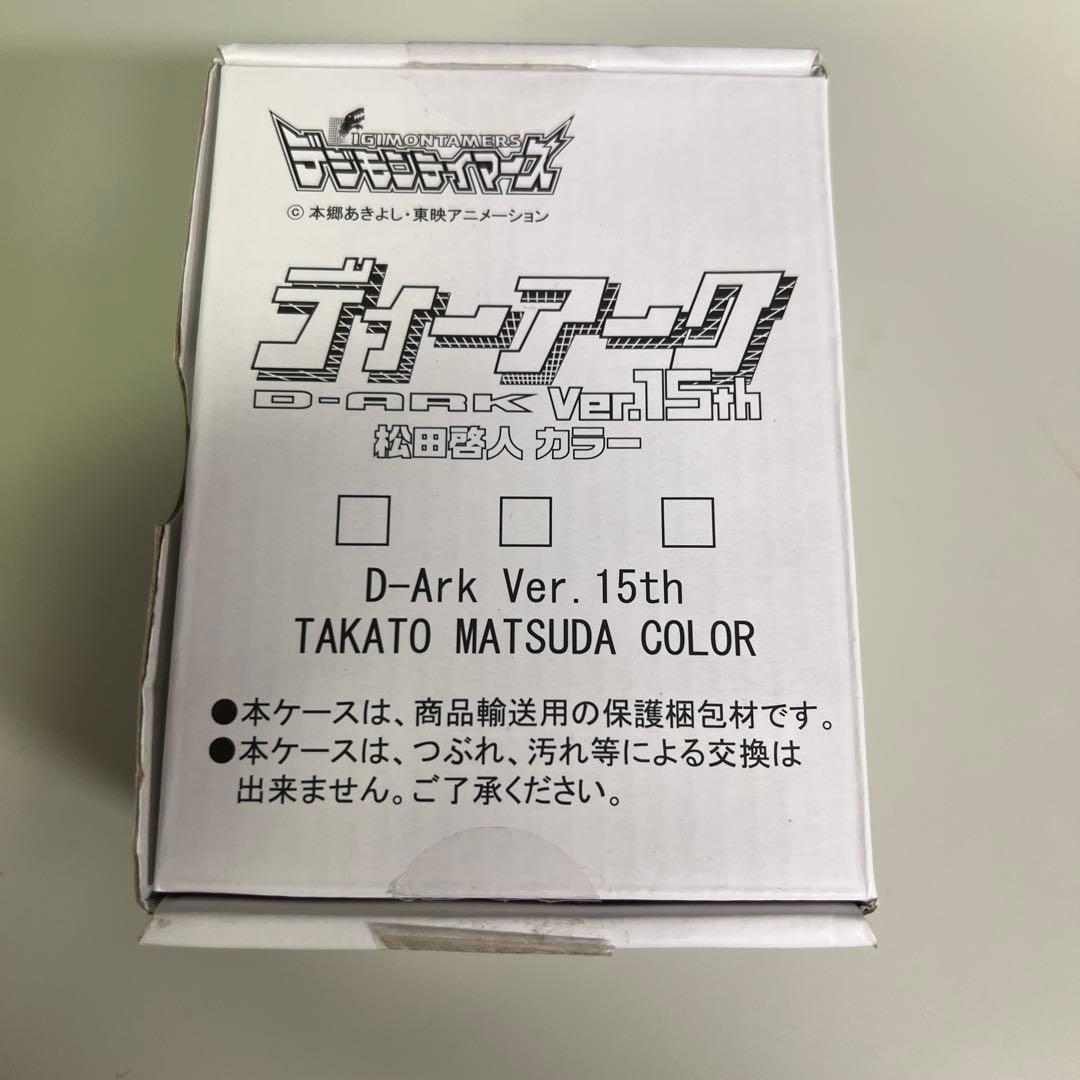 DIGIMONTAMERS
デジモンテイマーズ
© 本郷あきよし・東映アニメーション
ディーアーク
D-ARK Ver.15th
松田啓人 カラー
D-Ark Ver. 15th
TAKATO MATSUDA COLOR
●本ケースは、商品輸送用の保護梱包材です。
●本ケースは、つぶれ、汚れ等による交換は
出来ません。ご了承ください。